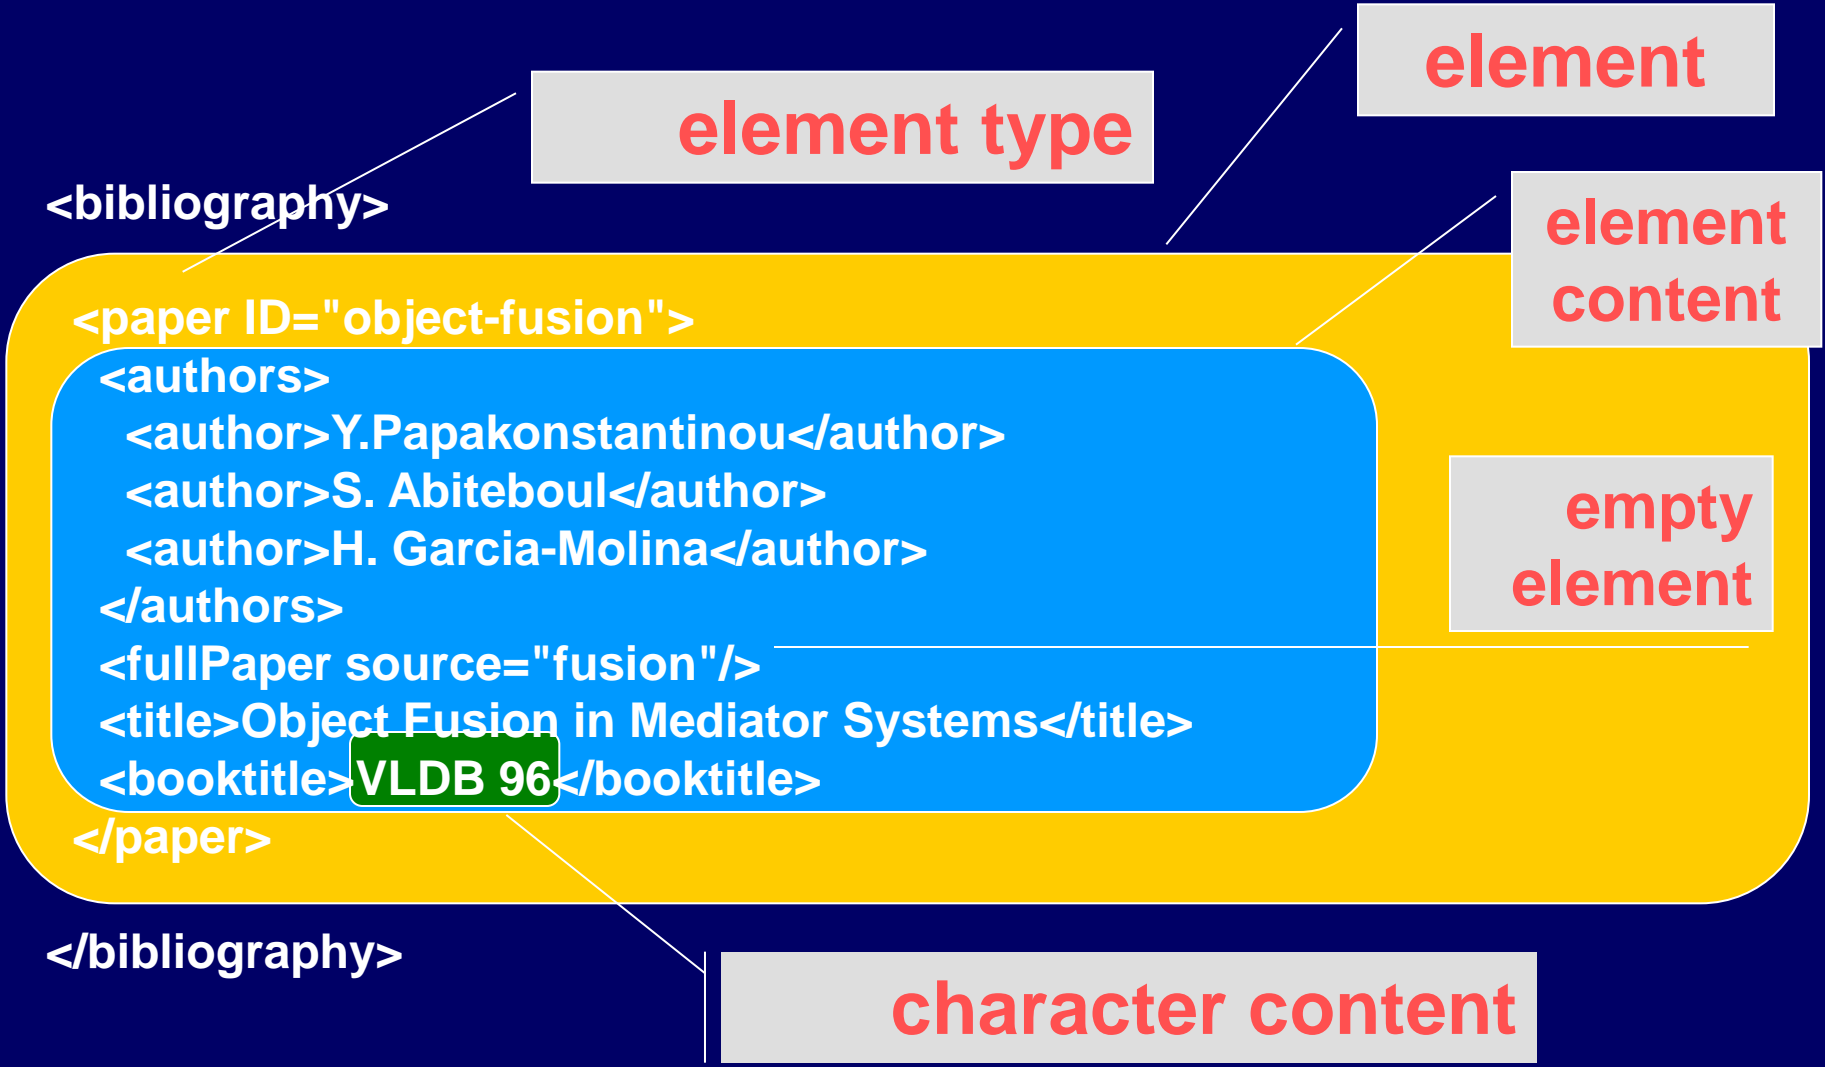 element
element type
<bibliography>
element
content
<paper ID="object-fusion">
<authors>
<author>Y.Papakonstantinou</author>
<author>S. Abiteboul</author>
<author>H. Garcia-Molina</author>
</authors>
empty
element
<fullPaper source="fusion"/>
<title>Object Fusion in Mediator Systems</title>
<booktitle>VLDB 96</booktitle>
</paper>
</bibliography>
character content